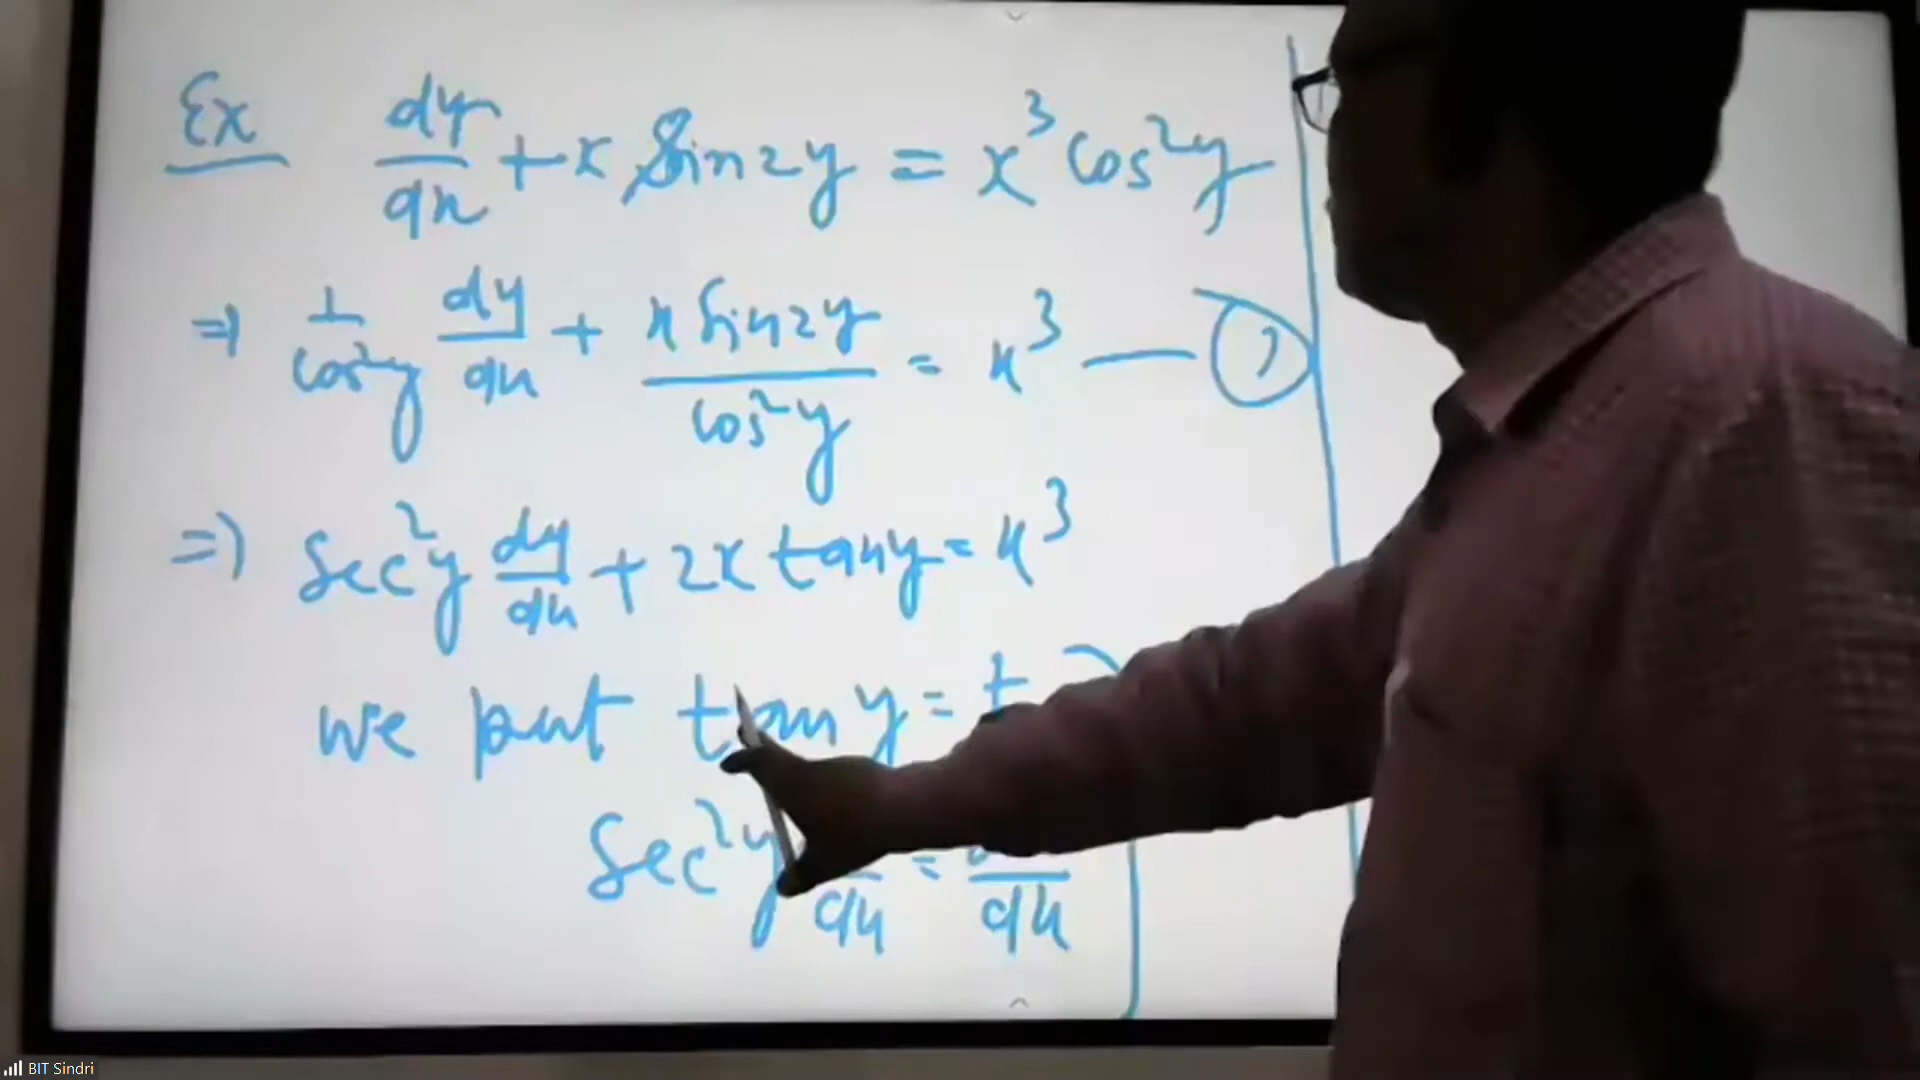 Ex dy/dx + x sin2y = x³ cos²y
⇒ 1/cos²y dy/dx + x sin2y/cos²y = x³ — 1
⇒ sec²y dy/dx + 2x tany = x³
we put tan y = t
sec²y /dx = /dx
BIT Sindri